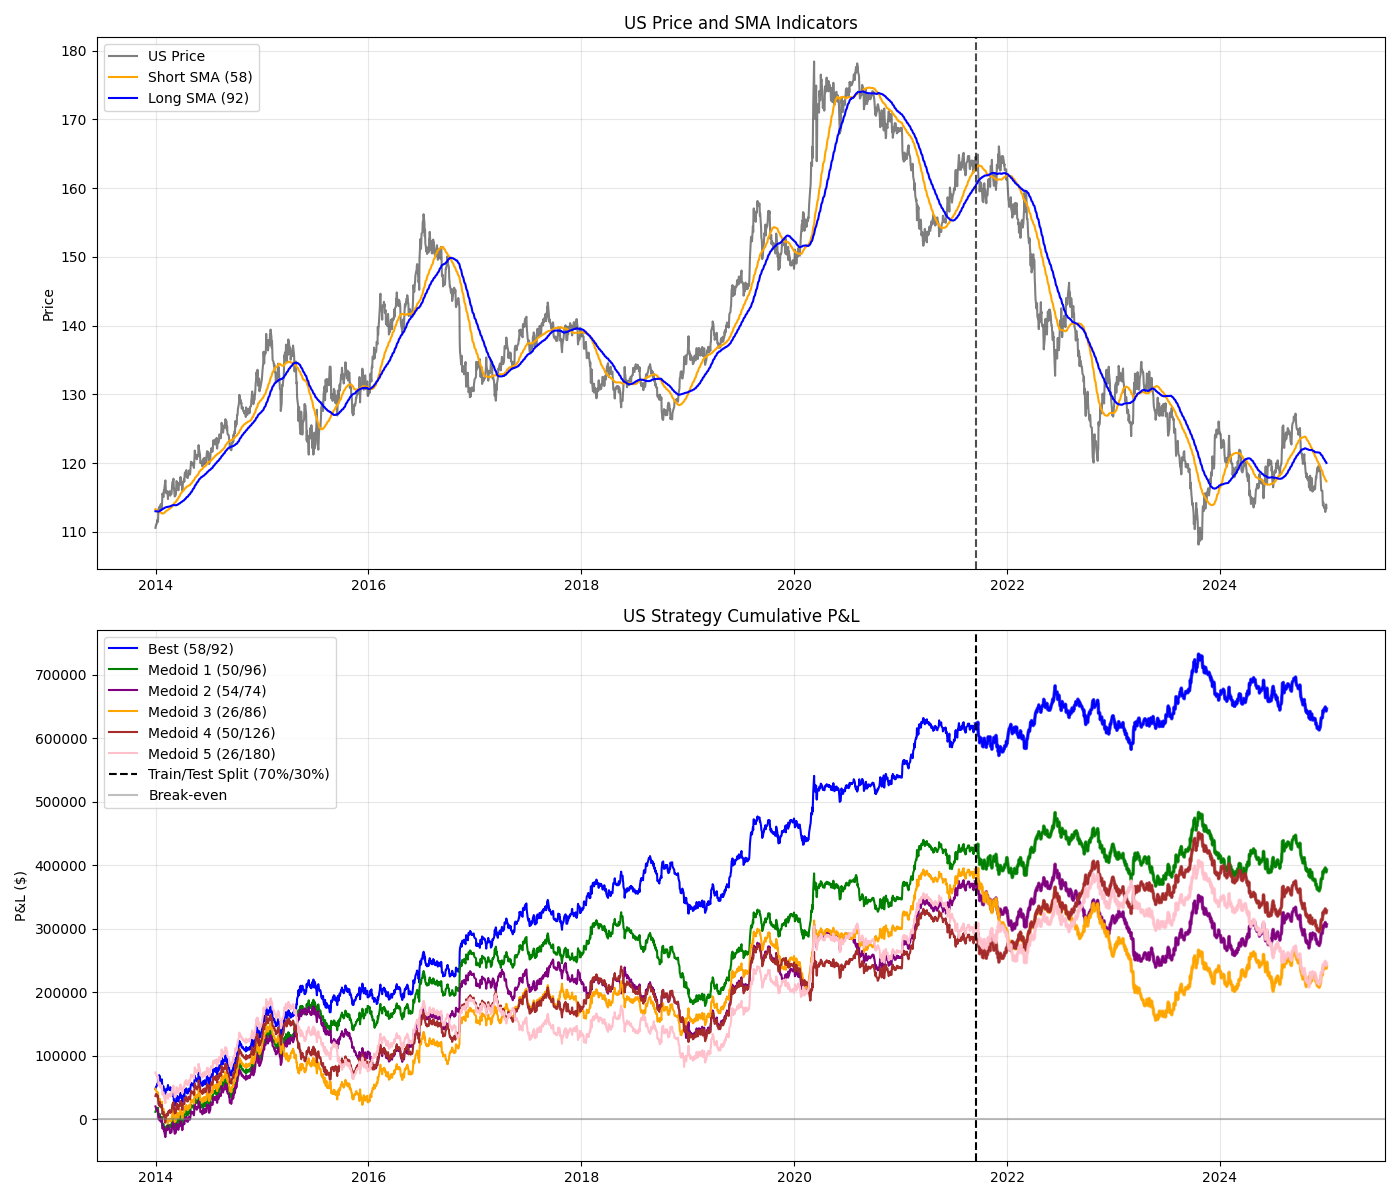 US Price and SMA Indicators
US Price
Short SMA (58)
Long SMA (92)
Price
180
170
160
150
140
130
120
110
2014
2016
2018
2020
2022
2024
US Strategy Cumulative P&L
Best (58/92)
Medoid 1 (50/96)
Medoid 2 (54/74)
Medoid 3 (26/86)
Medoid 4 (50/126)
Medoid 5 (26/180)
Train/Test Split (70%/30%)
Break-even
P&L ($)
700000
600000
500000
400000
300000
200000
100000
0
2014
2016
2018
2020
2022
2024